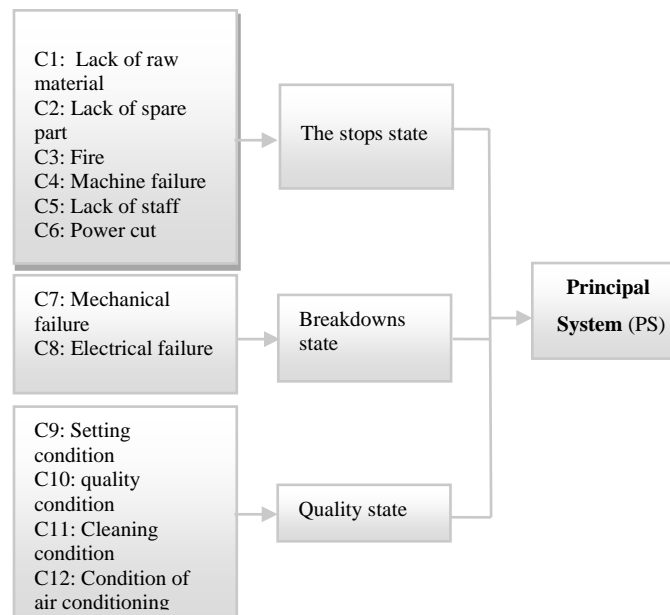 C1: Lack of raw
material
C2: Lack of spare
part
C3: Fire
C4: Machine failure
C5: Lack of staff
C6: Power cut
The stops state
C7: Mechanical
failure
C8: Electrical failure
Breakdowns
state
Principal
System (PS)
C9: Setting
condition
C10: quality
condition
C11: Cleaning
condition
C12: Condition of
air conditioning
Quality state